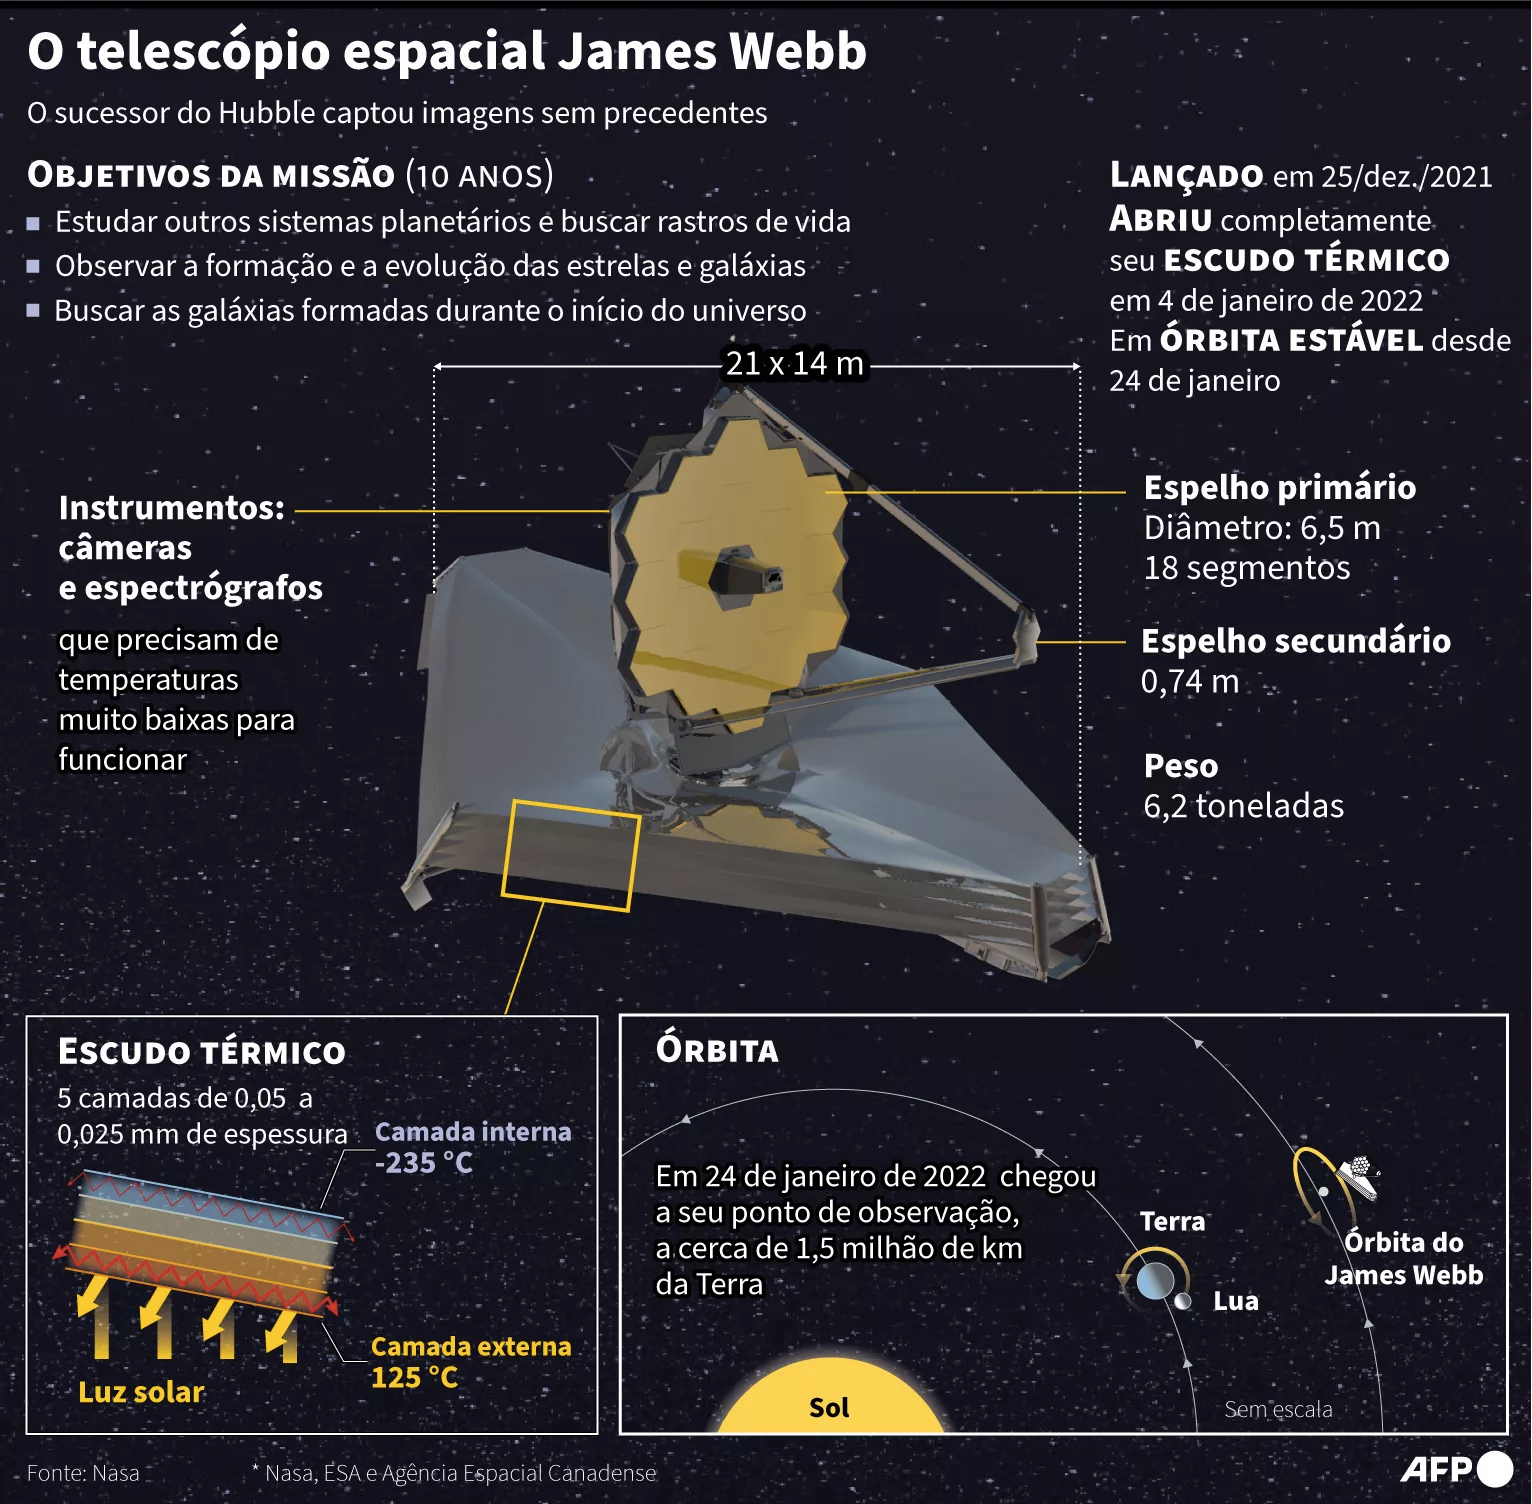 O telescópio espacial James Webb
O sucessor do Hubble captou imagens sem precedentes
OBJETIVOS DA MISSÃO (10 ANOS)
Estudar outros sistemas planetários e buscar rastros de vida
Observar a formação e a evolução das estrelas e galáxias
Buscar as galáxias formadas durante o início do universo
LANÇADO em 25/dez./2021
ABRIU completamente
seu ESCUDO TÉRMICO
em 4 de janeiro de 2022
Em ÓRBITA ESTÁVEL desde
24 de janeiro
21 x 14 m
Instrumentos:
câmeras
e espectrógrafos
que precisam de
temperaturas
muito baixas para
funcionar
Espelho primário
Diâmetro: 6,5 m
18 segmentos
Espelho secundário
0,74 m
Peso
6,2 toneladas
ESCUDO TÉRMICO
5 camadas de 0,05 a
0,025 mm de espessura
Camada interna
-235 °C
Camada externa
125 °C
Luz solar
ÓRBITA
Em 24 de janeiro de 2022 chegou
a seu ponto de observação,
a cerca de 1,5 milhão de km
da Terra
Terra
Lua
Órbita do
James Webb
Sol
Sem escala
Fonte: Nasa
* Nasa, ESA e Agência Espacial Canadense
AFP